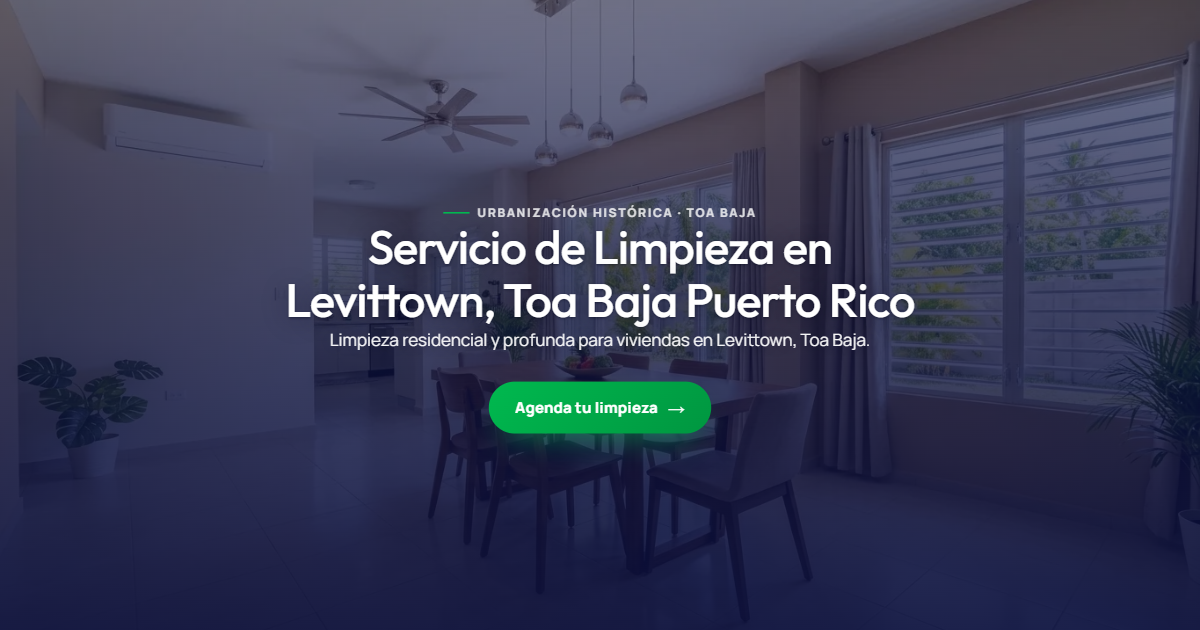 URBANIZACIÓN HISTÓRICA · TOA BAJA
Servicio de Limpieza en
Levittown, Toa Baja Puerto Rico
Limpieza residencial y profunda para viviendas en Levittown, Toa Baja.
Agenda tu limpieza →